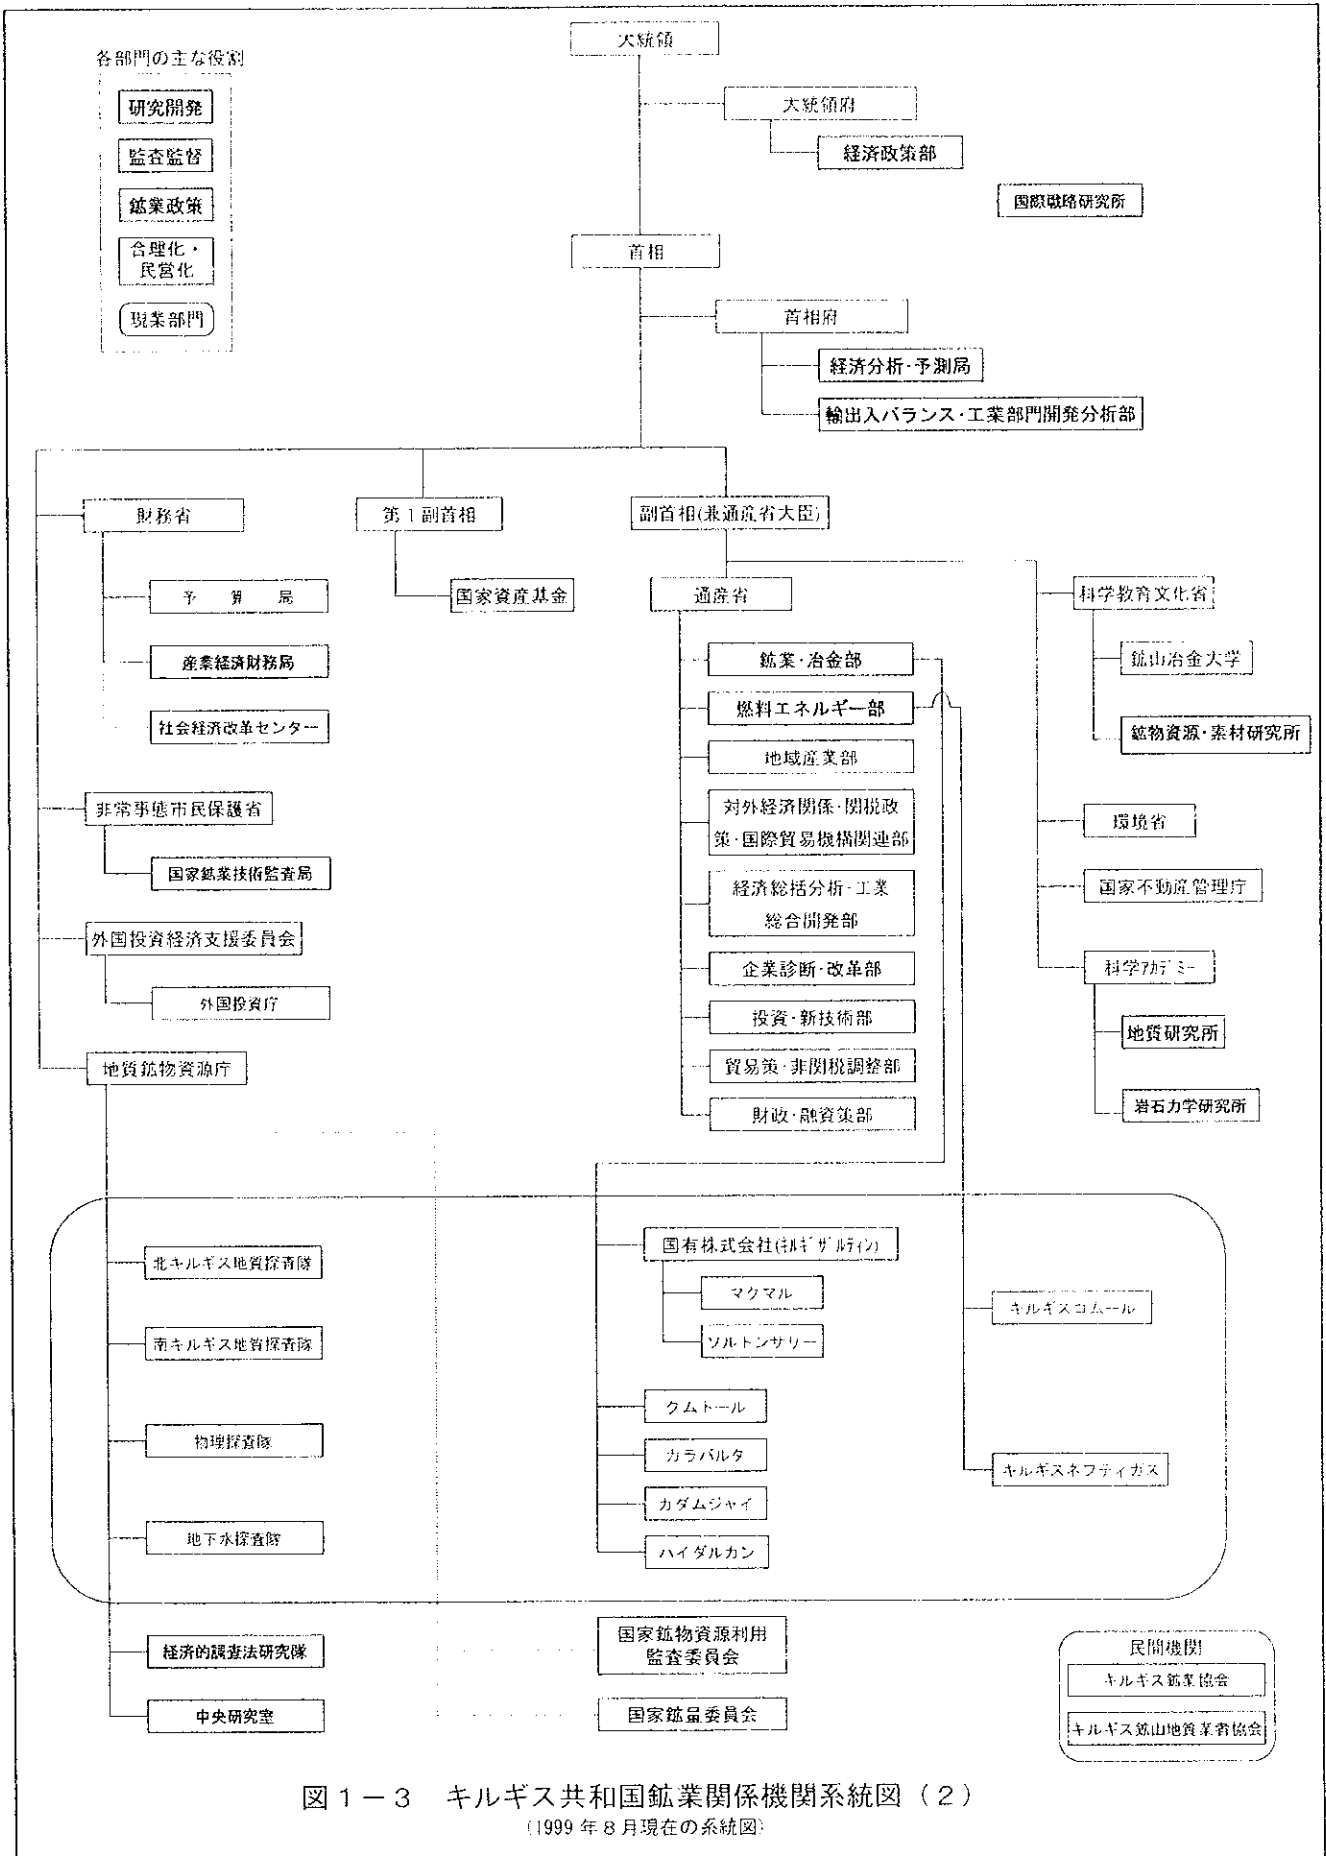 各部門の主な役割
研究開発
監査監督
鉱業政策
合理化・
民営化
現業部門
大統領
大統領府
経済政策部
国際戦略研究所
首相
首相府
経済分析・予測局
輸出入バランス・工業部門開発分析部
財務省
予算局
産業経済財務局
社会経済改革センター
非常事態市民保護省
国家鉱業技術監査局
外国投資経済支援委員会
外国投資庁
地質鉱物資源庁
第1副首相
国家資産基金
副首相(兼通産省大臣)
通産省
鉱業・冶金部
燃料エネルギー部
地域産業部
対外経済関係・関税政
策・国際貿易機構関連部
経済総括分析・工業
総合開発部
企業診断・改革部
投資・新技術部
貿易策・非関税調整部
財政・融資策部
科学教育文化省
鉱山冶金大学
鉱物資源・素材研究所
環境省
国家不動産管理庁
科学アカデミー
地質研究所
岩石力学研究所
北キルギス地質探査隊
南キルギス地質探査隊
物理探査隊
地下水探査隊
経済的調査法研究隊
中央研究室
国有株式会社(キルギザルティン)
マクマル
ソルトンサリー
クムトール
カラバルタ
カダムジャイ
ハイダルカン
キルギスコムール
キルギスネフティガス
国家鉱物資源利用
監査委員会
国家鉱量委員会
民間機関
キルギス鉱業協会
キルギス鉱山地質業者協会
図1-3 キルギス共和国鉱業関係機関系統図(2)
(1999年8月現在の系統図)